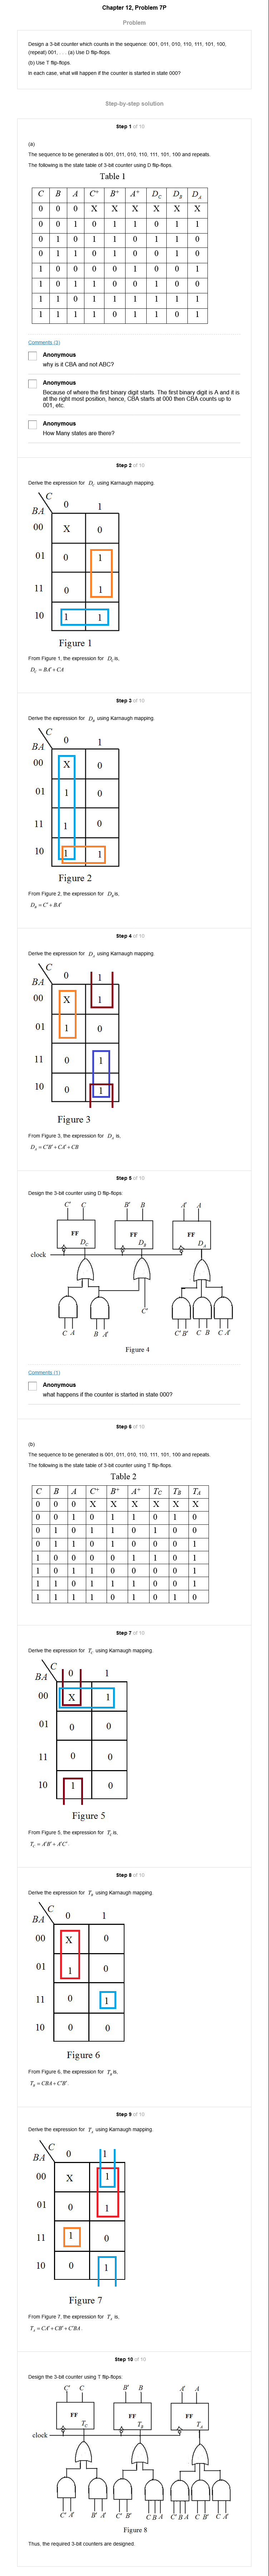 Chapter 12, Problem 7P
Problem
Design a 3-bit counter which counts in the sequence: 001, 011, 010, 110, 111, 101, 100,
(repeat) 001, . . . (a) Use D flip-flops.
(b) Use T flip-flops.
In each case, what will happen if the counter is started in state 000?
Step-by-step solution
Step 1 of 10
(a)
The sequence to be generated is 001, 011, 010, 110, 111, 101, 100 and repeats.
The following is the state table of 3-bit counter using D flip-flops.
Table 1
C B A C⁺ B⁺ A⁺ D_C D_B D_A
0 0 0 X X X X X X
0 0 1 0 1 1 0 1 1
0 1 0 1 1 0 1 1 0
0 1 1 0 1 0 0 1 0
1 0 0 0 0 1 0 0 1
1 0 1 1 0 0 1 0 0
1 1 0 1 1 1 1 1 1
1 1 1 1 0 1 1 0 1
Comments (3)
Anonymous
why is it CBA and not ABC?
Anonymous
Because of where the first binary digit starts. The first binary digit is A and it is
at the right most position, hence, CBA starts at 000 then CBA counts up to
001, etc.
Anonymous
How Many states are there?
Step 2 of 10
Derive the expression for D_C using Karnaugh mapping.
C
BA 0 1
00 X 0
01 0 1
11 0 1
10 1 1
Figure 1
From Figure 1, the expression for D_C is,
D_C = BA' + CA
Step 3 of 10
Derive the expression for D_B using Karnaugh mapping.
C
BA 0 1
00 X 0
01 1 0
11 1 0
10 1 1
Figure 2
From Figure 2, the expression for D_B is,
D_B = C' + BA'
Step 4 of 10
Derive the expression for D_A using Karnaugh mapping.
C
BA 0 1
00 X 1
01 1 0
11 0 1
10 0 1
Figure 3
From Figure 3, the expression for D_A is,
D_A = C'B' + CA' + CB
Step 5 of 10
Design the 3-bit counter using D flip-flops:
C' C B' B A' A
FF FF FF
D_C D_B D_A
clock
C'
C A B A' C' B' C B C A'
Figure 4
Comments (1)
Anonymous
what happens if the counter is started in state 000?
Step 6 of 10
(b)
The sequence to be generated is 001, 011, 010, 110, 111, 101, 100 and repeats.
The following is the state table of 3-bit counter using T flip-flops.
Table 2
C B A C⁺ B⁺ A⁺ T_C T_B T_A
0 0 0 X X X X X X
0 0 1 0 1 1 0 1 0
0 1 0 1 1 0 1 0 0
0 1 1 0 1 0 0 0 1
1 0 0 0 0 1 1 0 1
1 0 1 1 0 0 0 0 1
1 1 0 1 1 1 0 0 1
1 1 1 1 0 1 0 1 0
Step 7 of 10
Derive the expression for T_C using Karnaugh mapping.
C
BA 0 1
00 X 1
01 0 0
11 0 0
10 1 0
Figure 5
From Figure 5, the expression for T_C is,
T_C = A'B' + A'C'
Step 8 of 10
Derive the expression for T_B using Karnaugh mapping.
C
BA 0 1
00 X 0
01 1 0
11 0 1
10 0 0
Figure 6
From Figure 6, the expression for T_B is,
T_B = CBA + C'B'
Step 9 of 10
Derive the expression for T_A using Karnaugh mapping.
C
BA 0 1
00 X 1
01 0 1
11 1 0
10 0 1
Figure 7
From Figure 7, the expression for T_A is,
T_A = CA' + CB' + C'BA
Step 10 of 10
Design the 3-bit counter using T flip-flops:
C' C B' B A' A
FF FF FF
T_C T_B T_A
clock
C' A' B' A' C' B' C B A C' B A C B' C A'
Figure 8
Thus, the required 3-bit counters are designed.